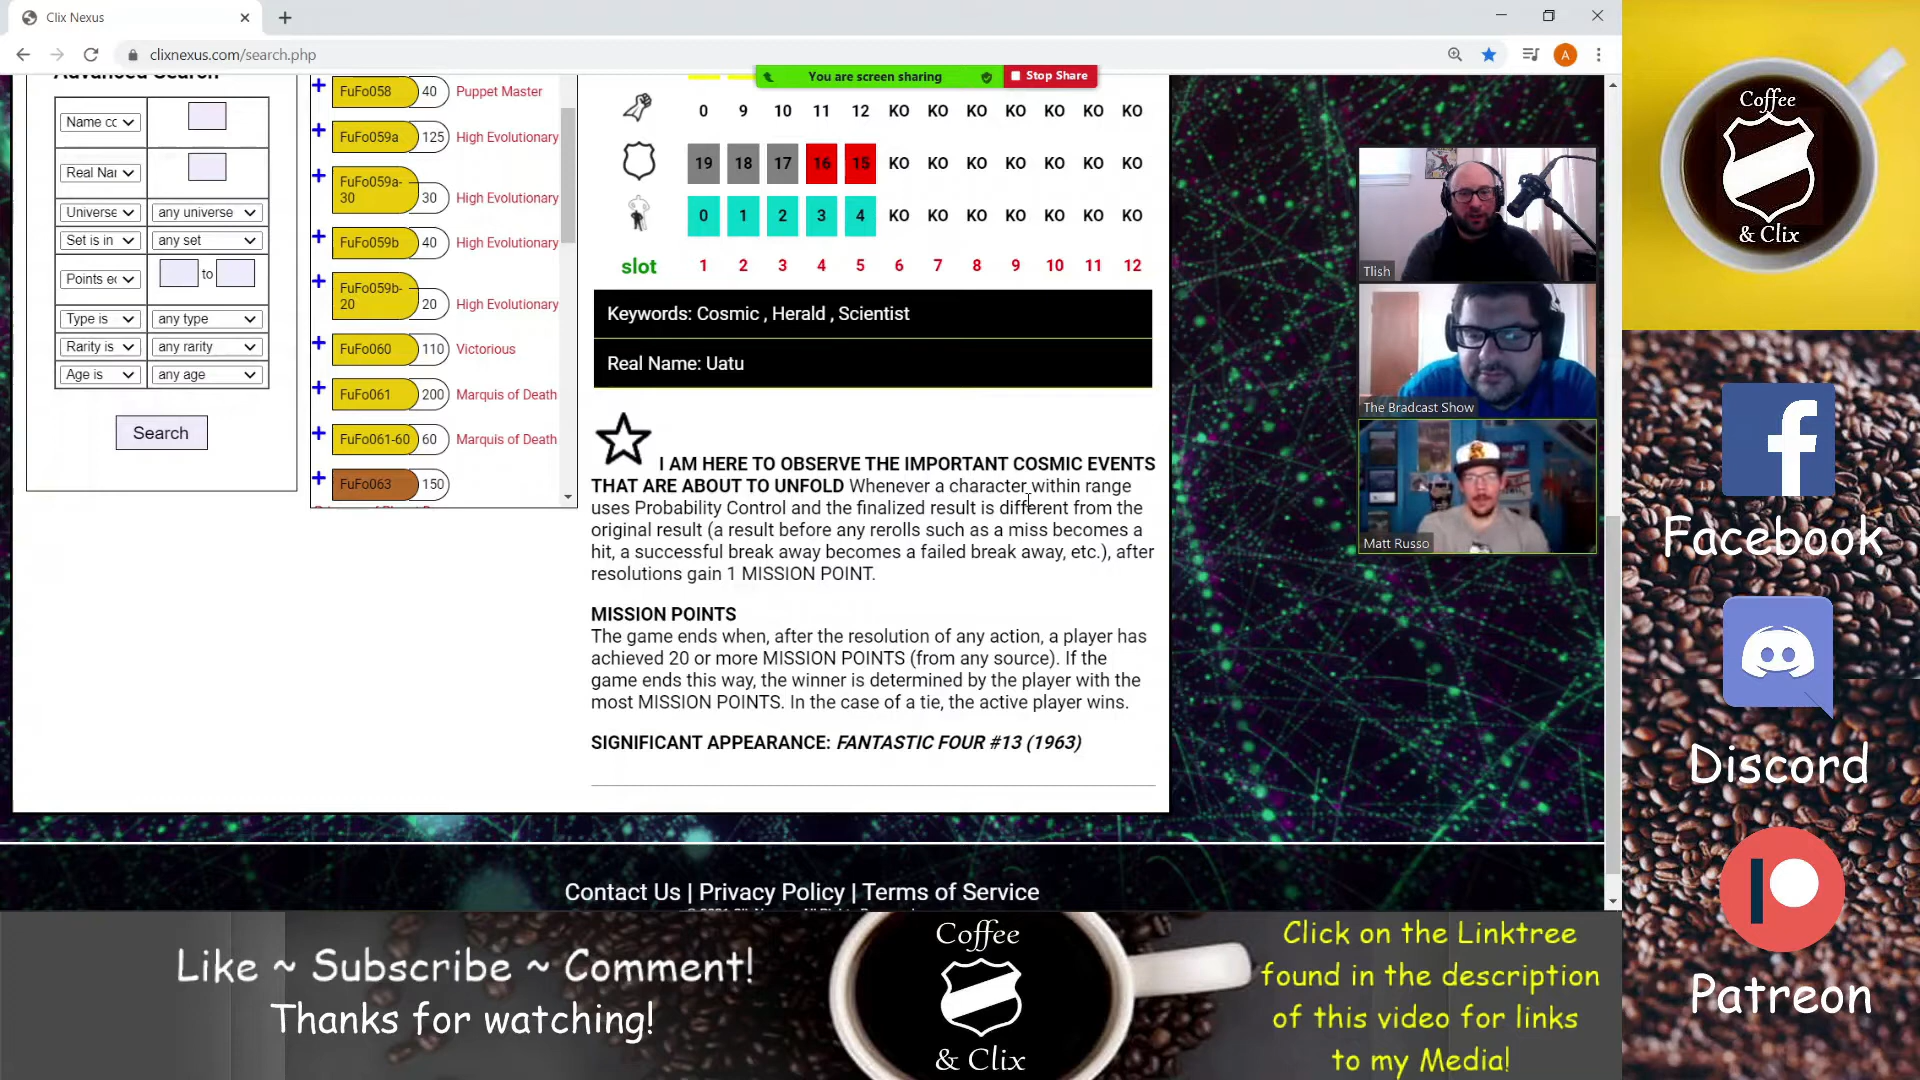 Clix Nexus
clixnexus.com/search.php
A
You are screen sharing
Stop Share
Name cc
Real Nar
Universe any universe
Set is in any set
Points ec to
Type is any type
Rarity is any rarity
Age is any age
Search
FuFo058 40 Puppet Master
FuFo059a 125 High Evolutionary
FuFo059a-
30 30 High Evolutionary
FuFo059b 40 High Evolutionary
FuFo059b-
20 20 High Evolutionary
FuFo060 110 Victorious
FuFo061 200 Marquis of Death
FuFo061-60 60 Marquis of Death
FuFo063 150
0 9 10 11 12 KO KO KO KO KO KO KO
19 18 17 16 15 KO KO KO KO KO KO KO
0 1 2 3 4 KO KO KO KO KO KO KO
slot 1 2 3 4 5 6 7 8 9 10 11 12
Keywords: Cosmic , Herald , Scientist
Real Name: Uatu
I AM HERE TO OBSERVE THE IMPORTANT COSMIC EVENTS
THAT ARE ABOUT TO UNFOLD Whenever a character within range
uses Probability Control and the finalized result is different from the
original result (a result before any rerolls such as a miss becomes a
hit, a successful break away becomes a failed break away, etc.), after
resolutions gain 1 MISSION POINT.
MISSION POINTS
The game ends when, after the resolution of any action, a player has
achieved 20 or more MISSION POINTS (from any source). If the
game ends this way, the winner is determined by the player with the
most MISSION POINTS. In the case of a tie, the active player wins.
SIGNIFICANT APPEARANCE: FANTASTIC FOUR #13 (1963)
Contact Us | Privacy Policy | Terms of Service
Tlish
The Bradcast Show
Matt Russo
Coffee
& Clix
Facebook
Discord
Patreon
Like ~ Subscribe ~ Comment!
Thanks for watching!
Coffee
& Clix
Click on the Linktree
found in the description
of this video for links
to my Media!